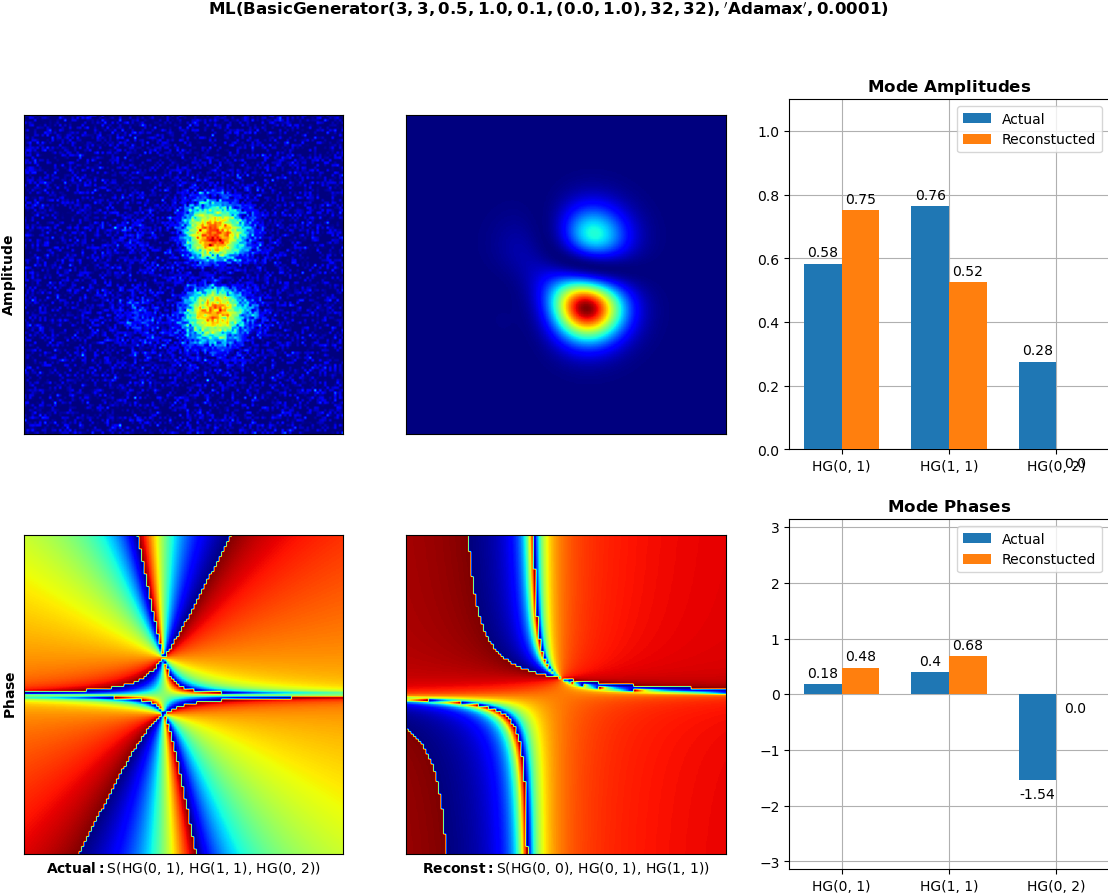 ML(BasicGenerator(3, 3, 0.5, 1.0, 0.1, (0.0, 1.0), 32, 32), 'Adamax', 0.0001)
Amplitude
Mode Amplitudes
Actual
Reconstucted
1.0
0.8
0.6
0.4
0.2
0.0
0.58
0.75
0.76
0.52
0.28
0.0
HG(0, 1)
HG(1, 1)
HG(0, 2)
Phase
Actual: S(HG(0, 1), HG(1, 1), HG(0, 2))
Reconst: S(HG(0, 0), HG(0, 1), HG(1, 1))
Mode Phases
Actual
Reconstucted
3
2
1
0
−1
−2
−3
0.18
0.48
0.4
0.68
-1.54
0.0
HG(0, 1)
HG(1, 1)
HG(0, 2)